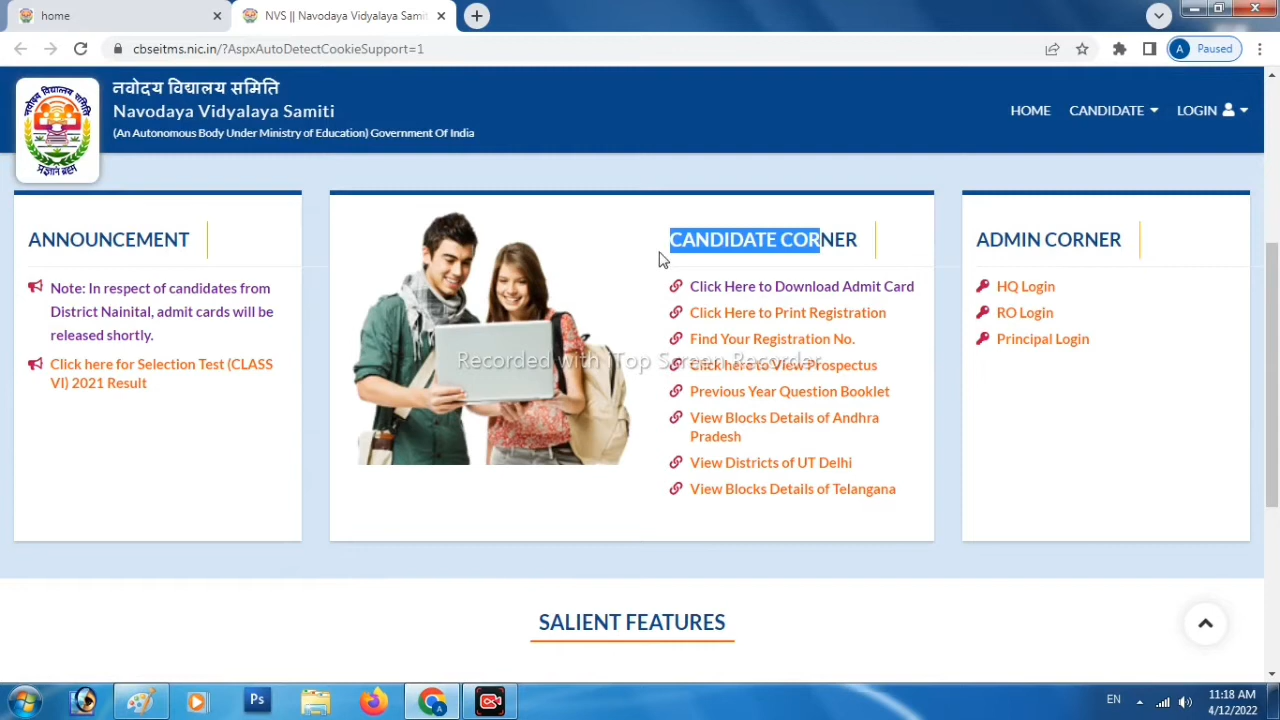 home
NVS || Navodaya Vidyalaya Samiti
cbseitms.nic.in/?AspxAutoDetectCookieSupport=1
A Paused
नवोदय विद्यालय समिति
Navodaya Vidyalaya Samiti
(An Autonomous Body Under Ministry of Education) Government Of India
HOME CANDIDATE LOGIN
ANNOUNCEMENT
Note: In respect of candidates from
District Nainital, admit cards will be
released shortly.
Click here for Selection Test (CLASS
VI) 2021 Result
CANDIDATE CORNER
Click Here to Download Admit Card
Click Here to Print Registration
Find Your Registration No.
Click here to View Prospectus
Previous Year Question Booklet
View Blocks Details of Andhra
Pradesh
View Districts of UT Delhi
View Blocks Details of Telangana
ADMIN CORNER
HQ Login
RO Login
Principal Login
Recorded with iTop Screen Recorder
SALIENT FEATURES
Ps
EN
11:18 AM
4/12/2022